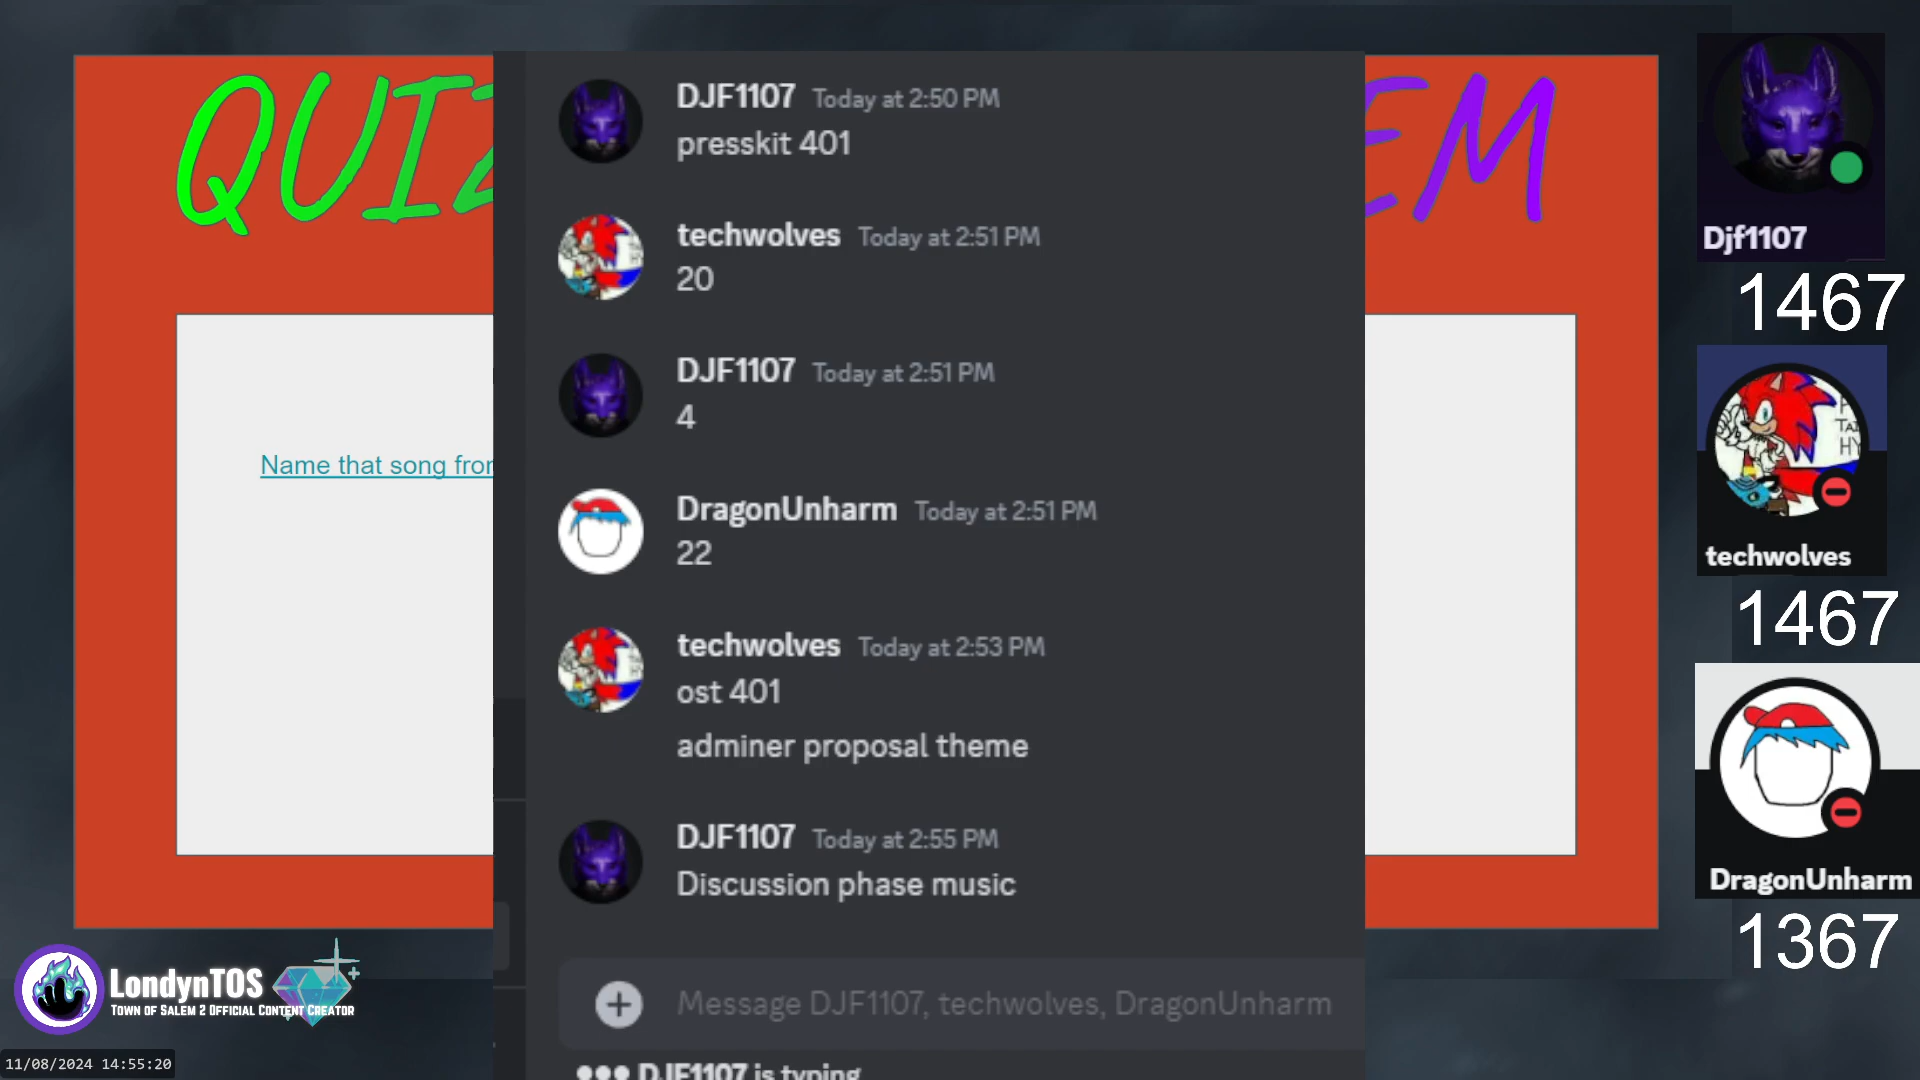 QUIZ
EM
Name that song from
DJF1107 Today at 2:50 PM
presskit 401
techwolves Today at 2:51 PM
20
DJF1107 Today at 2:51 PM
4
DragonUnharm Today at 2:51 PM
22
techwolves Today at 2:53 PM
ost 401
adminer proposal theme
DJF1107 Today at 2:55 PM
Discussion phase music
Message DJF1107, techwolves, DragonUnharm
DJF1107 is typing
Djf1107
1467
techwolves
1467
DragonUnharm
1367
LondynTOS
TOWN OF SALEM 2 OFFICIAL CONTENT CREATOR
11/08/2024 14:55:20